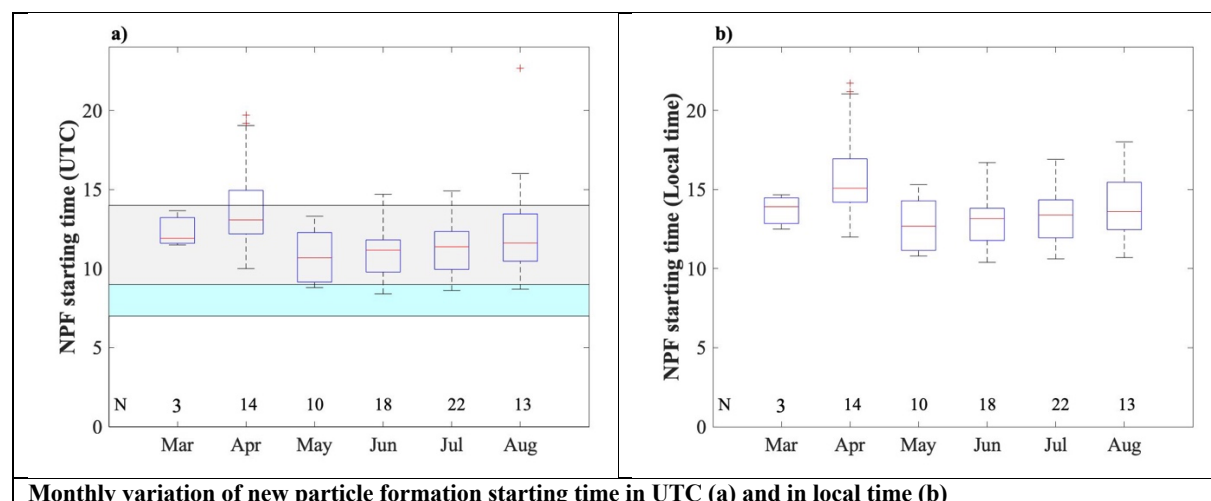 a)
NPF starting time (UTC)
20
15
10
5
0
N 3 14 10 18 22 13
Mar Apr May Jun Jul Aug
b)
NPF starting time (Local time)
20
15
10
5
0
N 3 14 10 18 22 13
Mar Apr May Jun Jul Aug
Monthly variation of new particle formation starting time in UTC (a) and in local time (b)